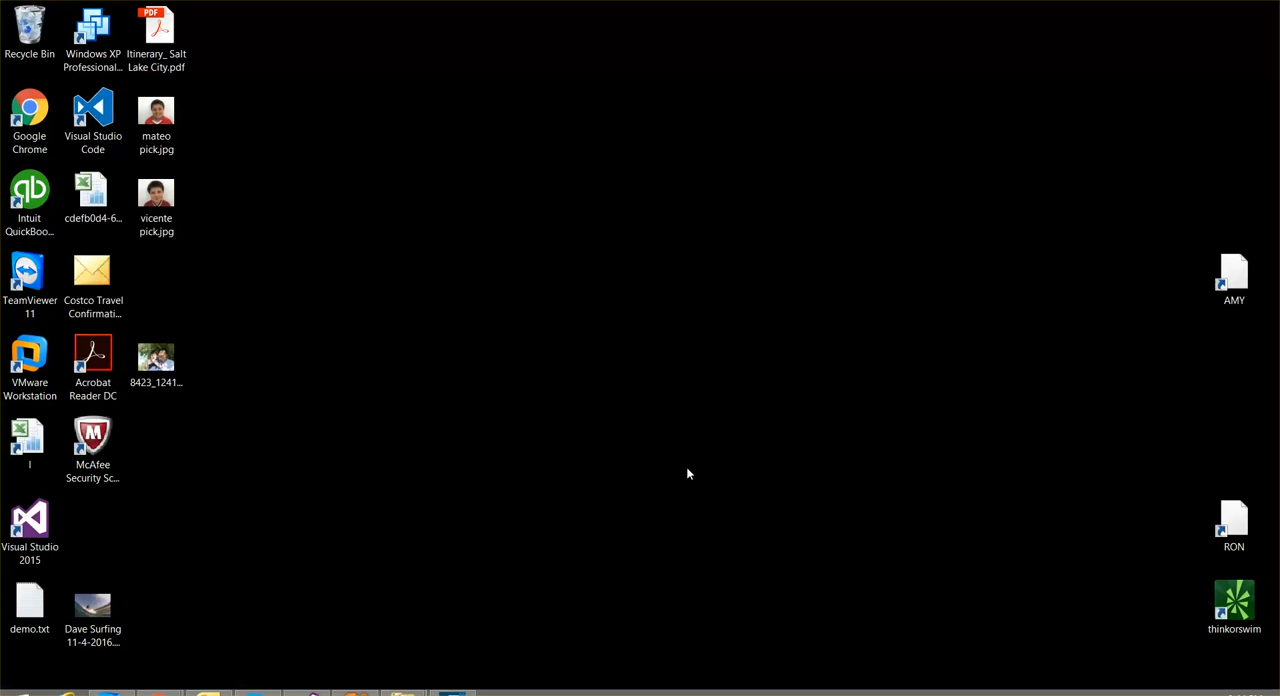 Recycle Bin
Windows XP
Professional...
PDF
Itinerary_ Salt
Lake City.pdf
Google
Chrome
Visual Studio
Code
mateo
pick.jpg
qb
Intuit
QuickBoo...
cdefb0d4-6...
vicente
pick.jpg
TeamViewer
11
Costco Travel
Confirmati...
AMY
VMware
Workstation
Acrobat
Reader DC
8423_1241...
I
McAfee
Security Sc...
Visual Studio
2015
RON
demo.txt
Dave Surfing
11-4-2016....
thinkorswim